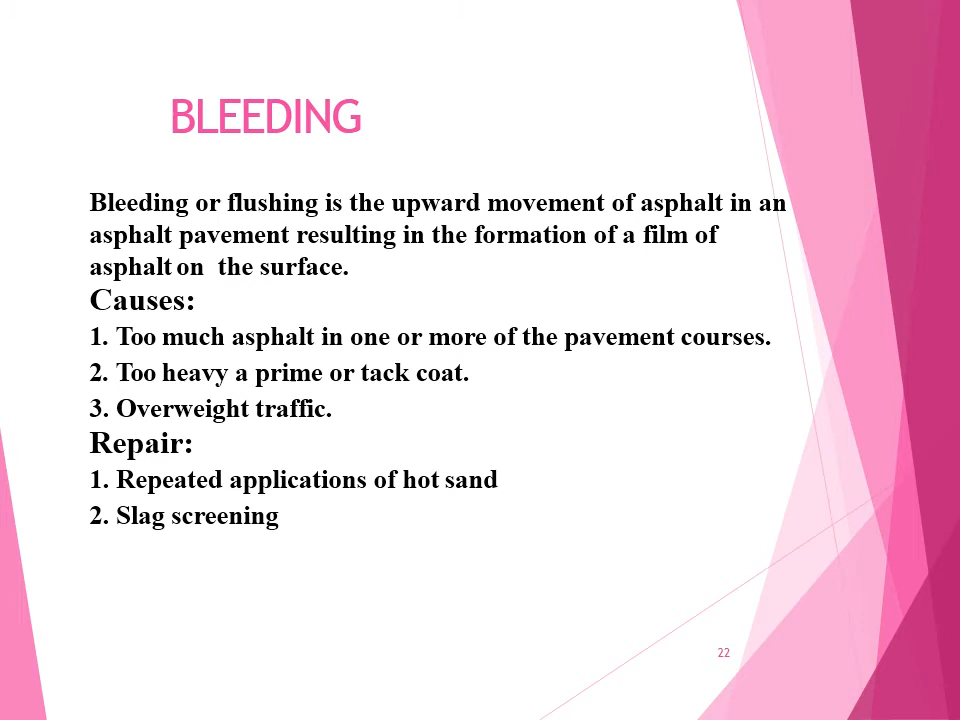 BLEEDING
Bleeding or flushing is the upward movement of asphalt in an
asphalt pavement resulting in the formation of a film of
asphalt on the surface.
Causes:
1. Too much asphalt in one or more of the pavement courses.
2. Too heavy a prime or tack coat.
3. Overweight traffic.
Repair:
1. Repeated applications of hot sand
2. Slag screening
22